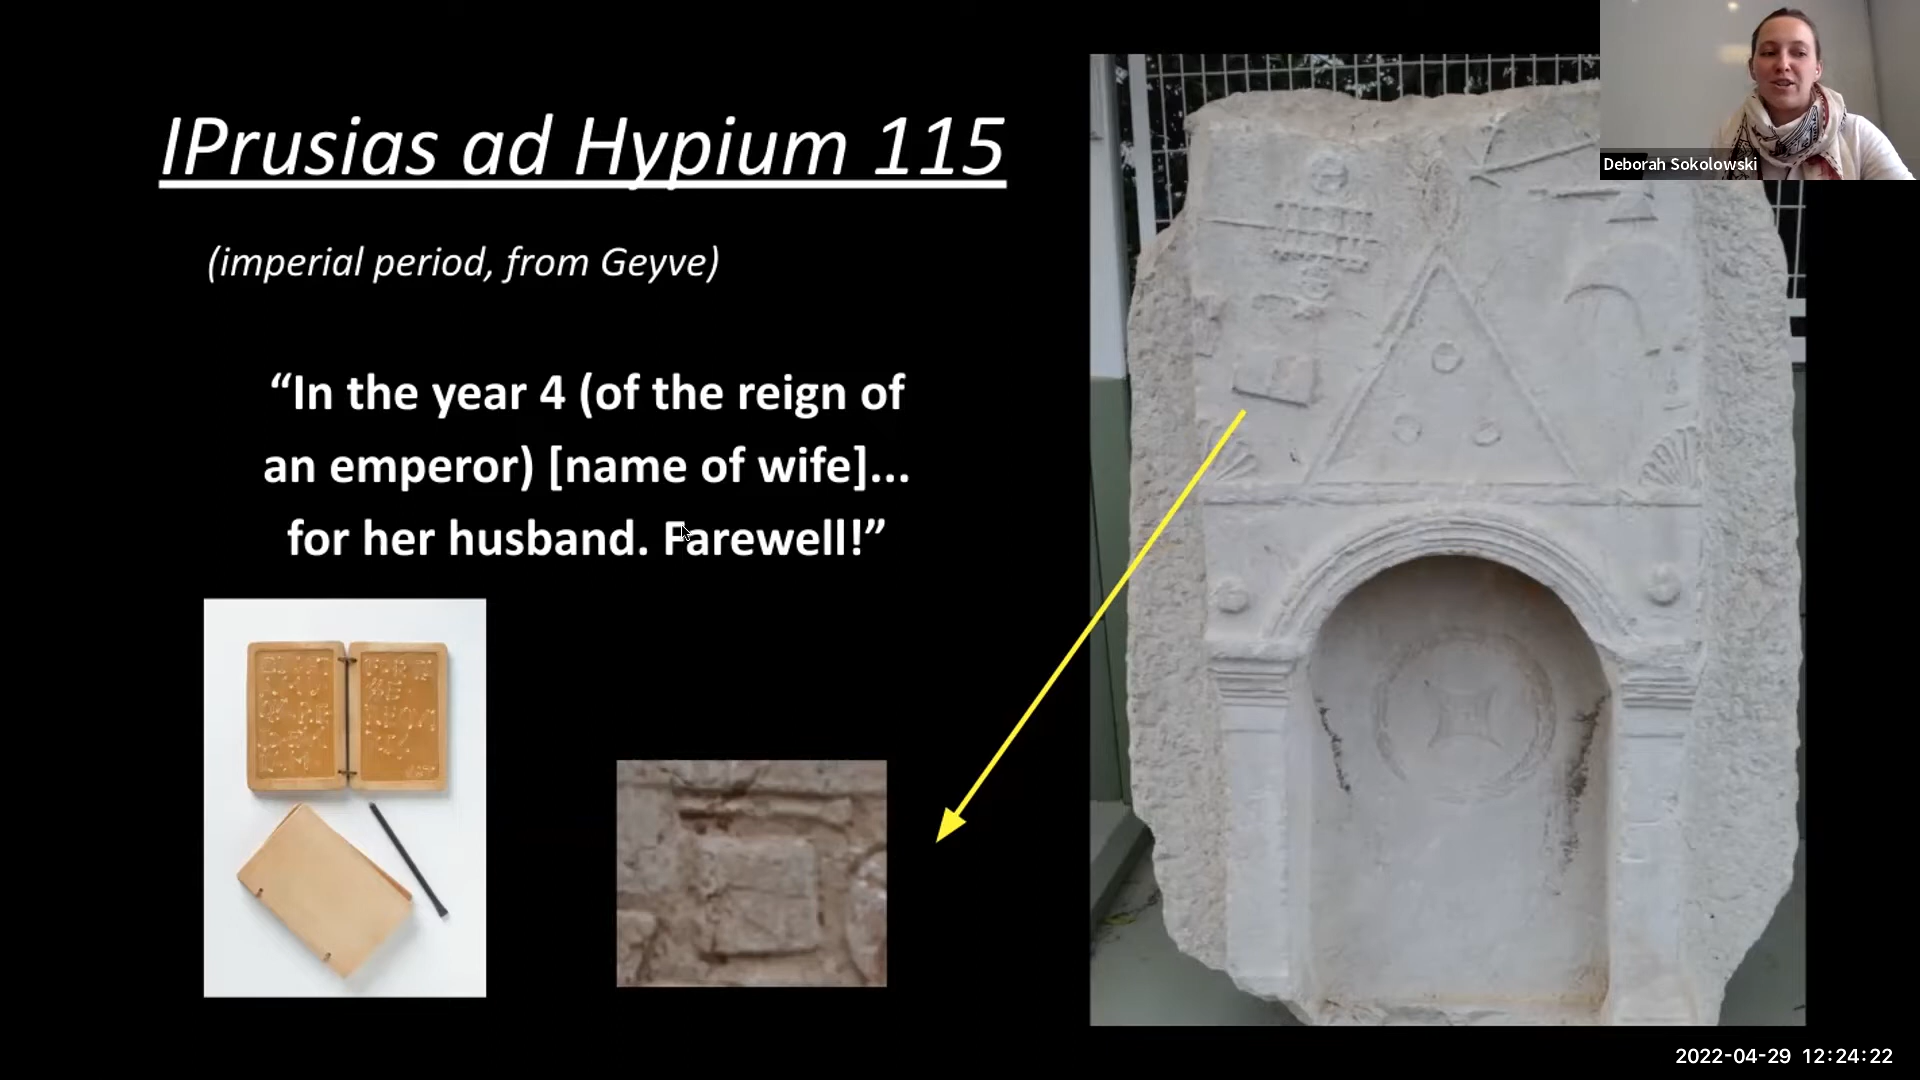 IPrusias ad Hypium 115
(imperial period, from Geyve)
“In the year 4 (of the reign of
an emperor) [name of wife]...
for her husband. Farewell!”
Deborah Sokolowski
2022-04-29 12:24:22